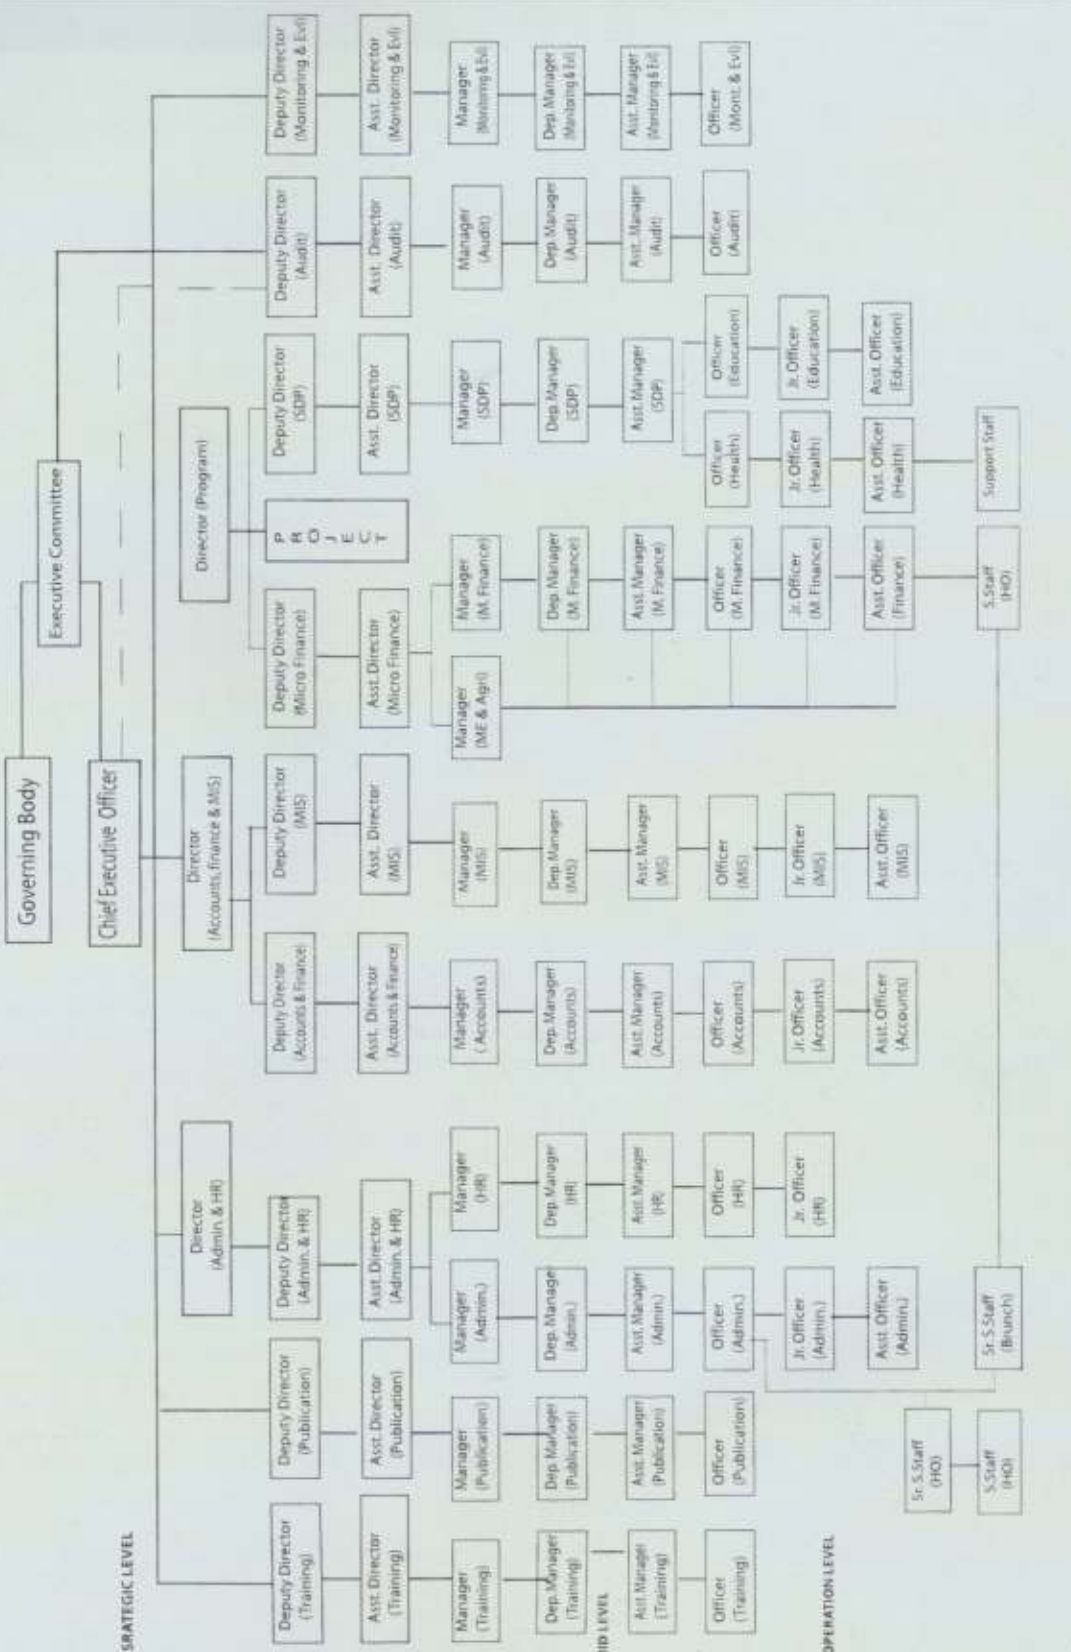 Governing Body
Executive Committee
Chief Executive Officer
SRATEGIC LEVEL
Director
(Admin. & HR)
Director
(Accounts, finance & MIS)
Director (Program)
Deputy Director
(Training)
Deputy Director
(Publication)
Deputy Director
(Admin. & HR)
Deputy Director
(Accounts & Finance)
Deputy Director
(MIS)
Deputy Director
(Micro Finance)
P
R
O
J
E
C
T
Deputy Director
(SDP)
Deputy Director
(Audit)
Deputy Director
(Monitoring & Evl)
Asst. Director
(Training)
Asst. Director
(Publication)
Asst. Director
(Admin. & HR)
Asst. Director
(Accounts & Finance)
Asst. Director
(MIS)
Asst. Director
(Micro Finance)
Asst. Director
(SDP)
Asst. Director
(Audit)
Asst. Director
(Monitoring & Evl)
Manager
(Training)
Manager
(Publication)
Manager
(Admin.)
Manager
(HR)
Manager
( Accounts)
Manager
(MIS)
Manager
(ME & Agri)
Manager
(M. Finance)
Manager
(SDP)
Manager
(Audit)
Manager
(Monitoring & Evl)
Dep. Manager
(Training)
Dep. Manager
(Publication)
Dep. Manager
(Admin.)
Dep. Manager
(HR)
Dep. Manager
(Accounts)
Dep. Manager
(MIS)
Dep. Manager
(M. Finance)
Dep. Manager
(SDP)
Dep. Manager
(Audit)
Dep. Manager
(Monitoring & Evl)
ID LEVEL
Asst. Manager
(Training)
Asst. Manager
(Publication)
Asst. Manager
(Admin.)
Asst. Manager
(HR)
Asst. Manager
(Accounts)
Asst. Manager
(MIS)
Asst. Manager
(M. Finance)
Asst. Manager
(SDP)
Asst. Manager
(Audit)
Asst. Manager
(Monitoring & Evl)
Officer
(Training)
Officer
(Publication)
Officer
(Admin.)
Officer
(HR)
Officer
(Accounts)
Officer
(MIS)
Officer
(M. Finance)
Officer
(Health)
Officer
(Education)
Officer
(Audit)
Officer
(Mont. & Evl)
OPERATION LEVEL
Jr. Officer
(Admin.)
Jr. Officer
(HR)
Jr. Officer
(Accounts)
Jr. Officer
(MIS)
Jr. Officer
(M. Finance)
Jr. Officer
(Health)
Jr. Officer
(Education)
Asst. Officer
(Admin.)
Asst. Officer
(Accounts)
Asst. Officer
(MIS)
Asst. Officer
(Finance)
Asst. Officer
(Health)
Asst. Officer
(Education)
Sr. S.Staff
(HO)
S.Staff
(HO)
Sr. S.Staff
(Brunch)
S.Staff
(HO)
Support Staff